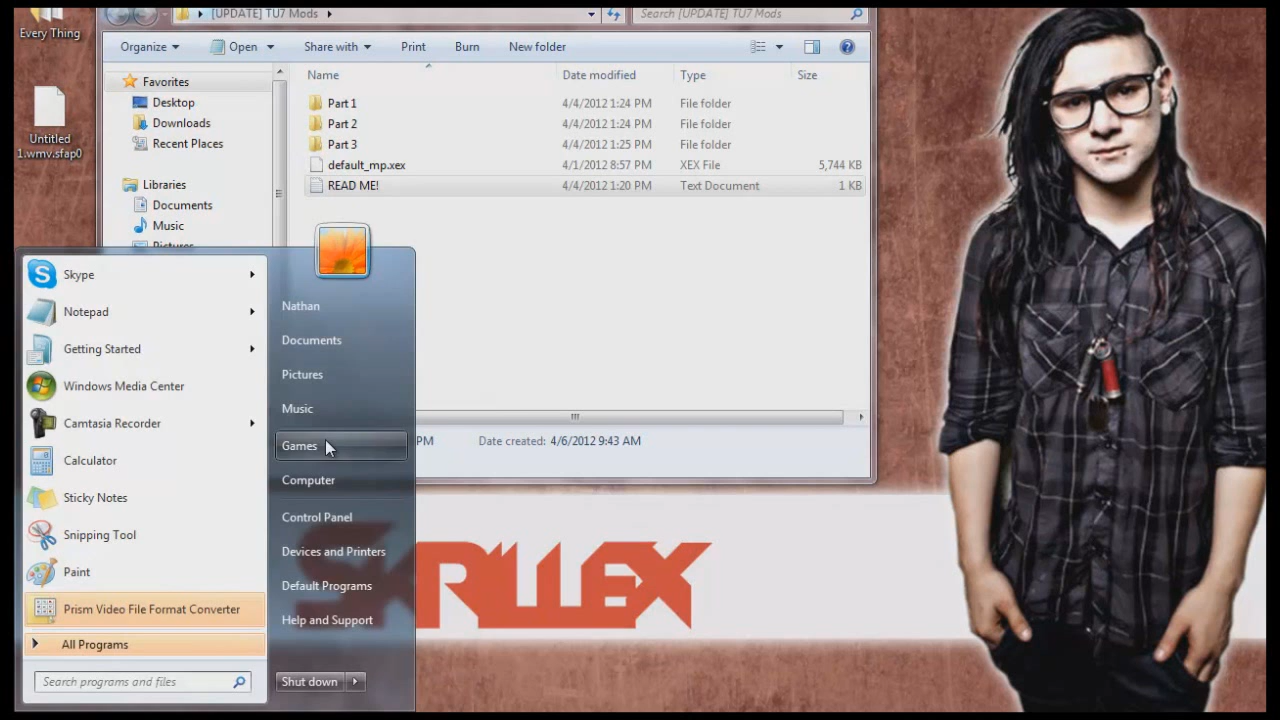 Every Thing
Untitled
1.wmv.sfap0
[UPDATE] TU7 Mods
Search [UPDATE] TU7 Mods
Organize
Open
Share with
Print
Burn
New folder
Name
Date modified
Type
Size
Favorites
Desktop
Downloads
Recent Places
Libraries
Documents
Music
Pictures
Part 1 4/4/2012 1:24 PM File folder
Part 2 4/4/2012 1:24 PM File folder
Part 3 4/4/2012 1:25 PM File folder
default_mp.xex 4/1/2012 8:57 PM XEX File 5,744 KB
READ ME! 4/4/2012 1:20 PM Text Document 1 KB
PM Date created: 4/6/2012 9:43 AM
Skype
Notepad
Getting Started
Windows Media Center
Camtasia Recorder
Calculator
Sticky Notes
Snipping Tool
Paint
Prism Video File Format Converter
All Programs
Search programs and files
Nathan
Documents
Pictures
Music
Games
Computer
Control Panel
Devices and Printers
Default Programs
Help and Support
Shut down
SKRILLEX